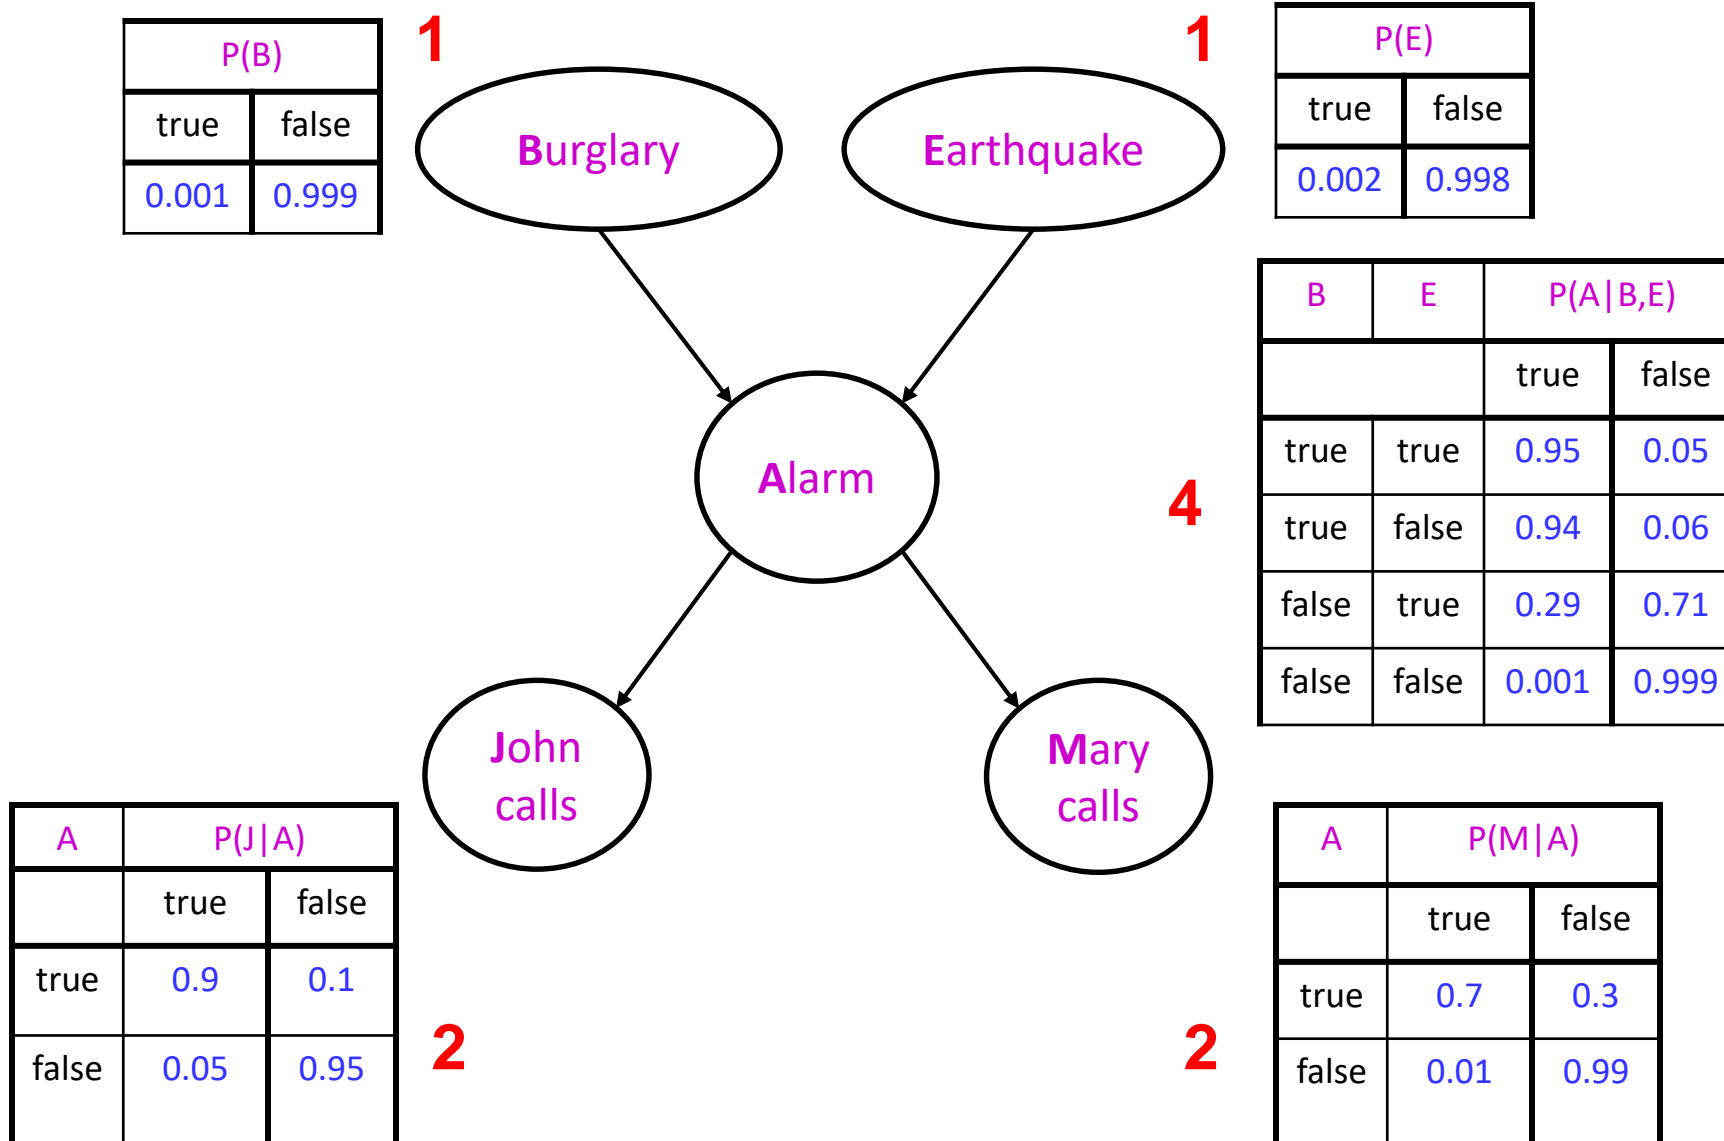 P(B)
true false
0.001 0.999
1
Burglary
1
Earthquake
P(E)
true false
0.002 0.998
Alarm
4
B E P(A|B,E)
true false
true true 0.95 0.05
true false 0.94 0.06
false true 0.29 0.71
false false 0.001 0.999
John
calls
Mary
calls
A P(J|A)
true false
true 0.9 0.1
false 0.05 0.95
2
2
A P(M|A)
true false
true 0.7 0.3
false 0.01 0.99